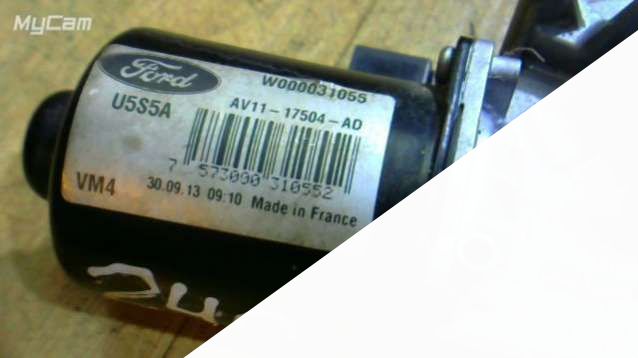 MyCam
Ford
W000031055
U5S5A
AV11-17504-AD
7 573000 310552
VM4
30.09.13 09:10 Made in France